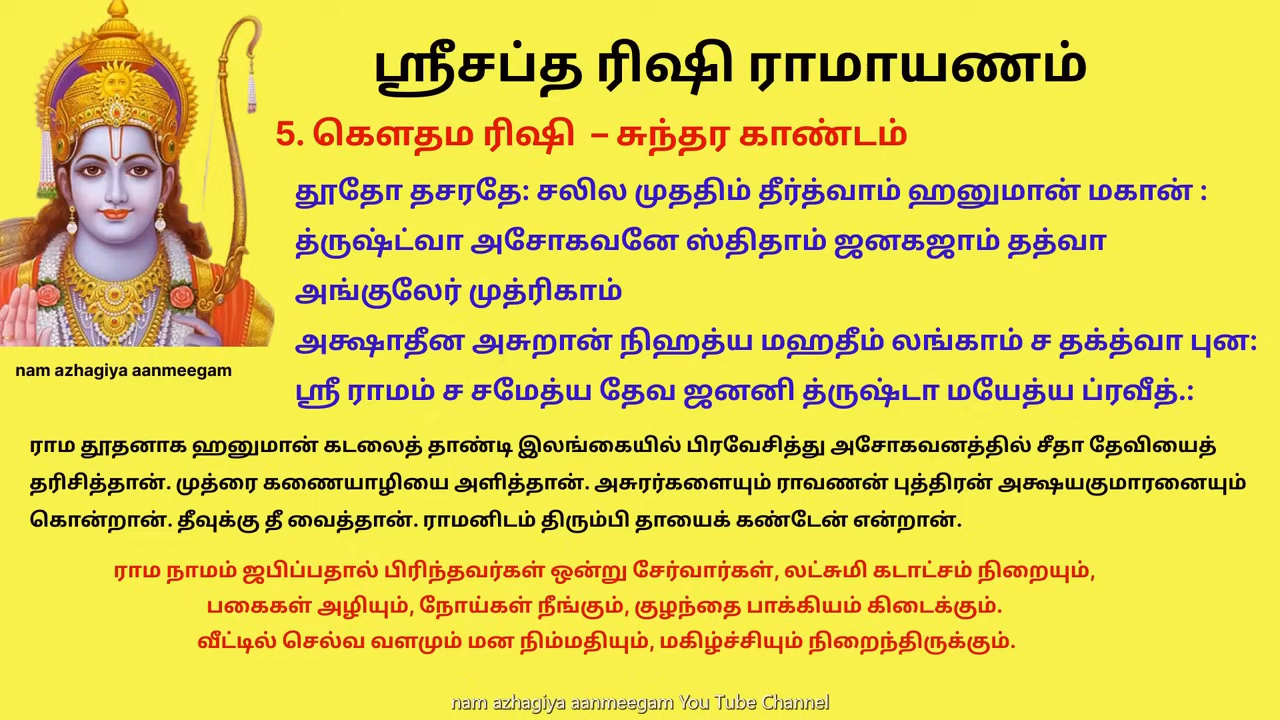 ஸ்ரீசப்த ரிஷி ராமாயணம்
5. கௌதம ரிஷி – சுந்தர காண்டம்
தூதோ தசரதே: சலில முததிம் தீர்த்வாம் ஹனுமான் மகான் :
த்ருஷ்ட்வா அசோகவனே ஸ்திதாம் ஜனகஜாம் தத்வா
அங்குலேர் முத்ரிகாம்
அக்ஷாதீன அசுறான் நிஹத்ய மஹதீம் லங்காம் ச தக்த்வா புன:
ஸ்ரீ ராமம் ச சமேத்ய தேவ ஜனனி த்ருஷ்டா மயேத்ய ப்ரவீத்.:
nam azhagiya aanmeegam
ராம தூதனாக ஹனுமான் கடலைத் தாண்டி இலங்கையில் பிரவேசித்து அசோகவனத்தில் சீதா தேவியைத்
தரிசித்தான். முத்ரை கணையாழியை அளித்தான். அசுரர்களையும் ராவணன் புத்திரன் அக்ஷயகுமாரனையும்
கொன்றான். தீவுக்கு தீ வைத்தான். ராமனிடம் திரும்பி தாயைக் கண்டேன் என்றான்.
ராம நாமம் ஜபிப்பதால் பிரிந்தவர்கள் ஒன்று சேர்வார்கள், லட்சுமி கடாட்சம் நிறையும்,
பகைகள் அழியும், நோய்கள் நீங்கும், குழந்தை பாக்கியம் கிடைக்கும்.
வீட்டில் செல்வ வளமும் மன நிம்மதியும், மகிழ்ச்சியும் நிறைந்திருக்கும்.
nam azhagiya aanmeegam You Tube Channel